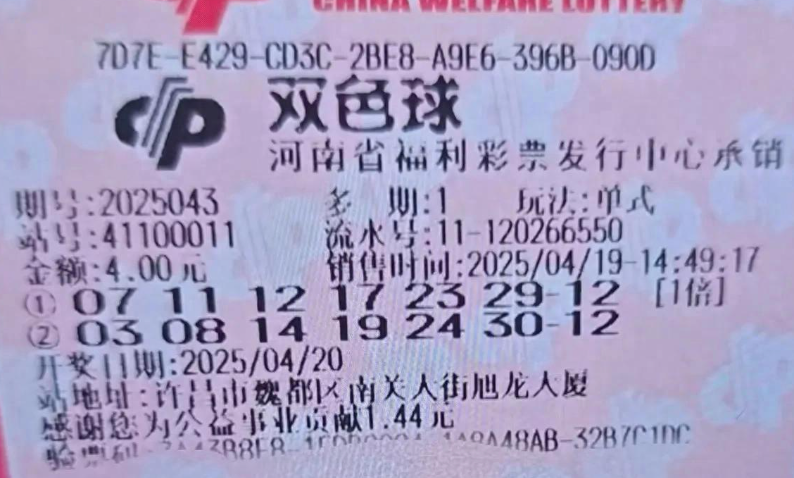 CHINA WELFARE LOTTERY
7D7E-E429-CD3C-2BE8-A9E6-396B-090D
双色球
河南省福利彩票发行中心承销
期号:2025043 多 期:1 玩法:单式
站号:41100011 流水号:11-120266550
金额:4.00元 销售时间:2025/04/19-14:49:17
① 07 11 12 17 23 29-12 [1倍]
② 03 08 14 19 24 30-12
开奖日期:2025/04/20
站地址:许昌市魏都区南关大街旭龙大厦
感谢您为公益事业贡献1.44元
验票码 32B7C1DC